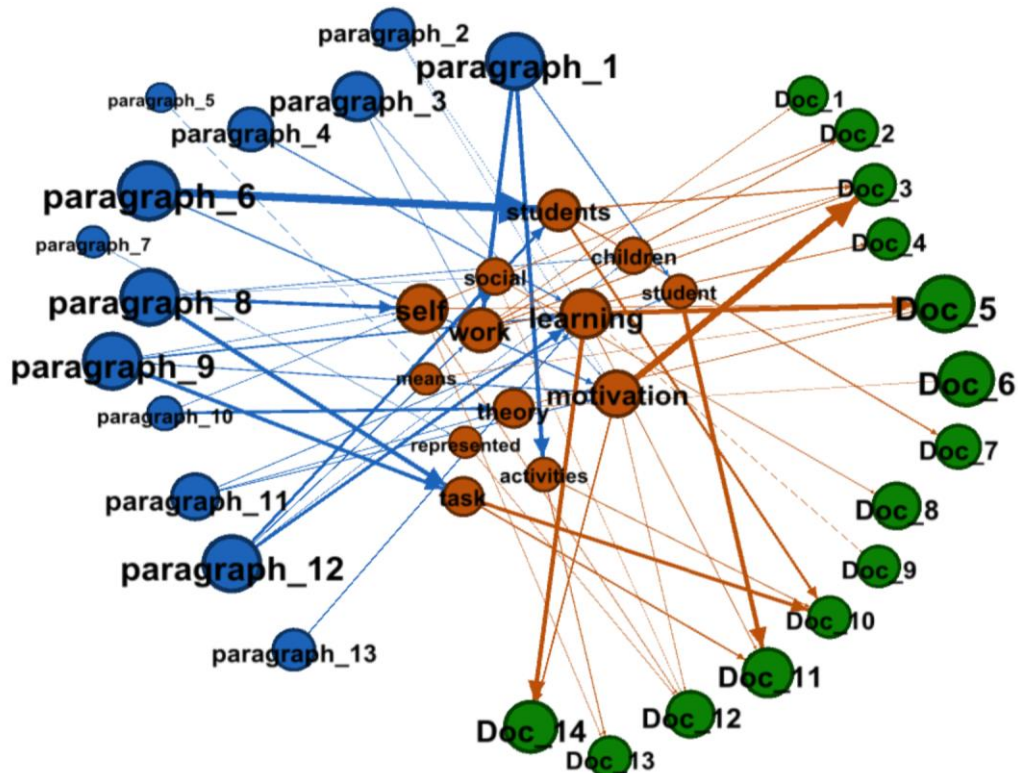 paragraph_2
paragraph_1
paragraph_5
paragraph_3
Doc_1
paragraph_4
Doc_2
paragraph_6
Doc_3
students
paragraph_7
Doc_4
children
social
student
paragraph_8
Doc_5
self
learning
work
paragraph_9
means
Doc_6
motivation
paragraph_10
theory
represented
Doc_7
activities
paragraph_11
task
Doc_8
paragraph_12
Doc_9
Doc_10
paragraph_13
Doc_11
Doc_12
Doc_14
Doc_13